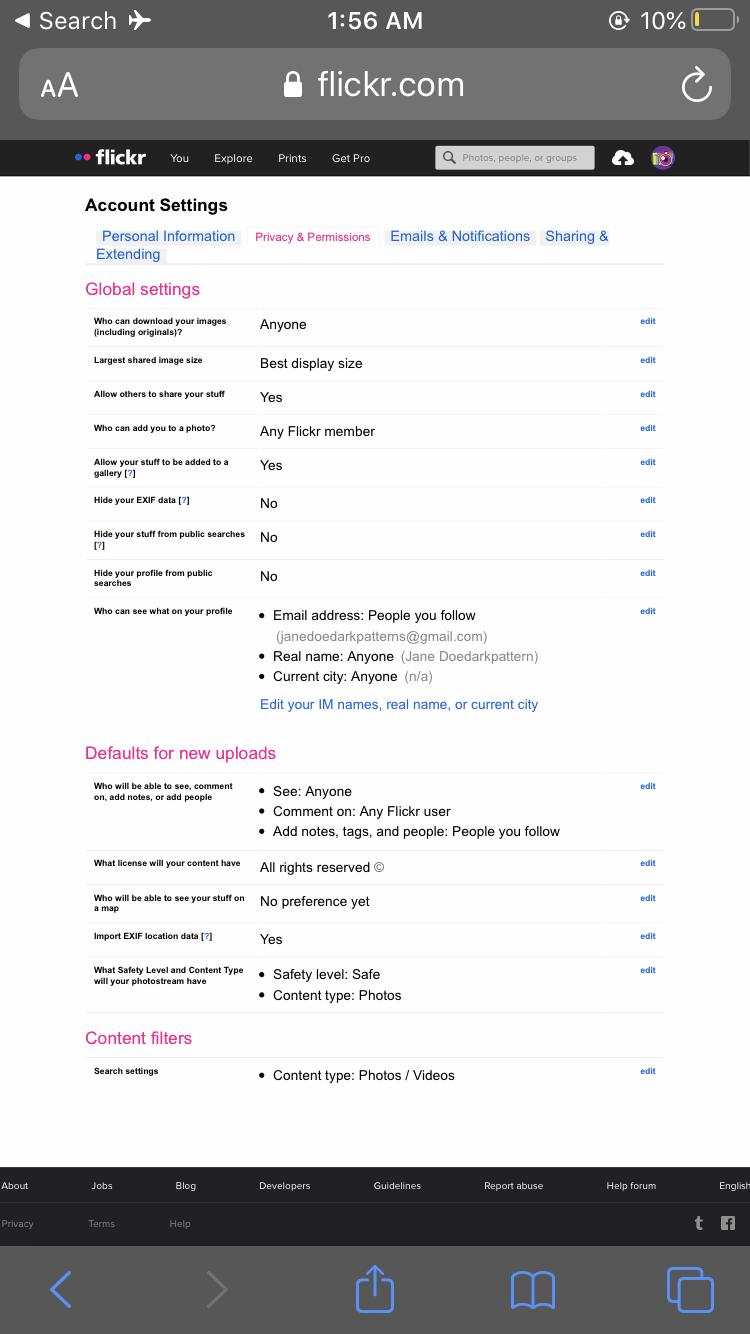 Search
1:56 AM
10%
AA
flickr.com
flickr
You
Explore
Prints
Get Pro
Photos, people, or groups
Account Settings
Personal Information
Privacy & Permissions
Emails & Notifications
Sharing &
Extending
Global settings
Who can download your images
(including originals)?
Anyone
edit
Largest shared image size
Best display size
edit
Allow others to share your stuff
Yes
edit
Who can add you to a photo?
Any Flickr member
edit
Allow your stuff to be added to a
gallery [?]
Yes
edit
Hide your EXIF data [?]
No
edit
Hide your stuff from public searches
[?]
No
edit
Hide your profile from public
searches
No
edit
Who can see what on your profile
• Email address: People you follow
(janedoedarkpatterns@gmail.com)
• Real name: Anyone (Jane Doedarkpattern)
• Current city: Anyone (n/a)
Edit your IM names, real name, or current city
edit
Defaults for new uploads
Who will be able to see, comment
on, add notes, or add people
• See: Anyone
• Comment on: Any Flickr user
• Add notes, tags, and people: People you follow
edit
What license will your content have
All rights reserved ©
edit
Who will be able to see your stuff on
a map
No preference yet
edit
Import EXIF location data [?]
Yes
edit
What Safety Level and Content Type
will your photostream have
• Safety level: Safe
• Content type: Photos
edit
Content filters
Search settings
• Content type: Photos / Videos
edit
About
Jobs
Blog
Developers
Guidelines
Report abuse
Help forum
English
Privacy
Terms
Help